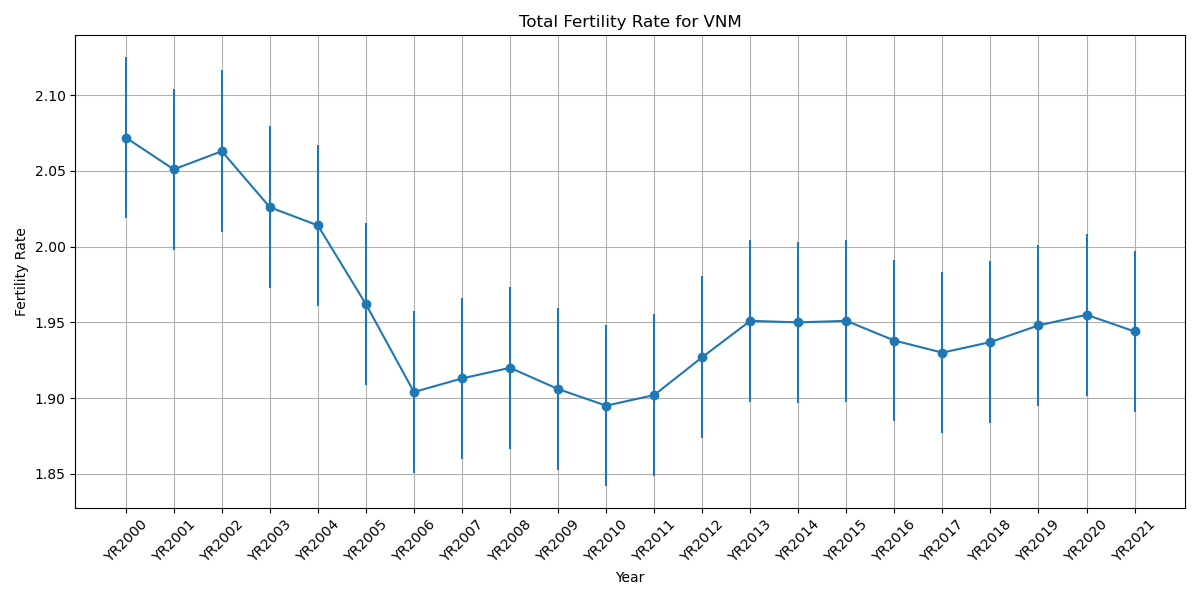 Total Fertility Rate for VNM
Fertility Rate
2.10
2.05
2.00
1.95
1.90
1.85
YR2000
YR2001
YR2002
YR2003
YR2004
YR2005
YR2006
YR2007
YR2008
YR2009
YR2010
YR2011
YR2012
YR2013
YR2014
YR2015
YR2016
YR2017
YR2018
YR2019
YR2020
YR2021
Year